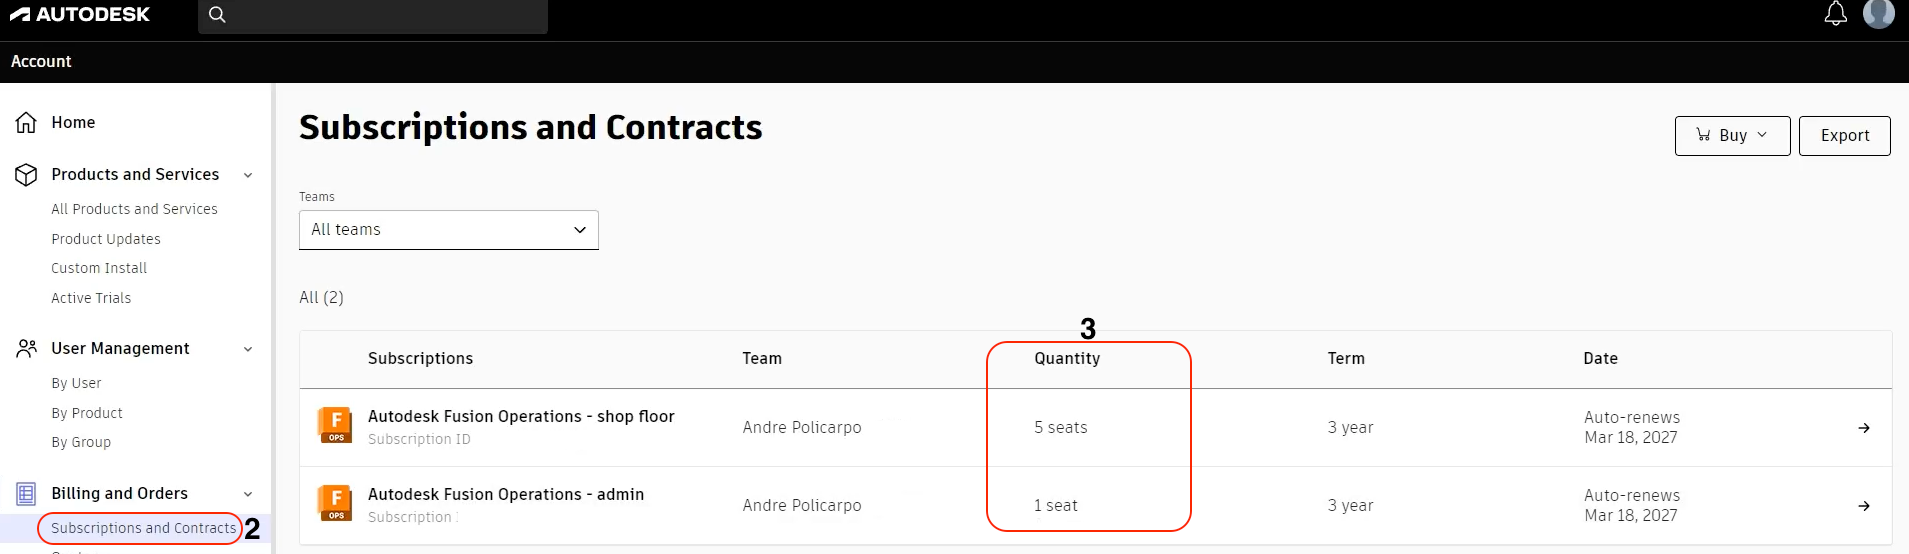 AUTODESK
Account
Home
Products and Services
All Products and Services
Product Updates
Custom Install
Active Trials
User Management
By User
By Product
By Group
Billing and Orders
Subscriptions and Contracts 2
Subscriptions and Contracts
Buy
Export
Teams
All teams
All (2)
3
Subscriptions Team Quantity Term Date
F OPS
Autodesk Fusion Operations - shop floor
Subscription ID
Andre Policarpo
5 seats
3 year
Auto-renews
Mar 18, 2027
F OPS
Autodesk Fusion Operations - admin
Subscription
Andre Policarpo
1 seat
3 year
Auto-renews
Mar 18, 2027